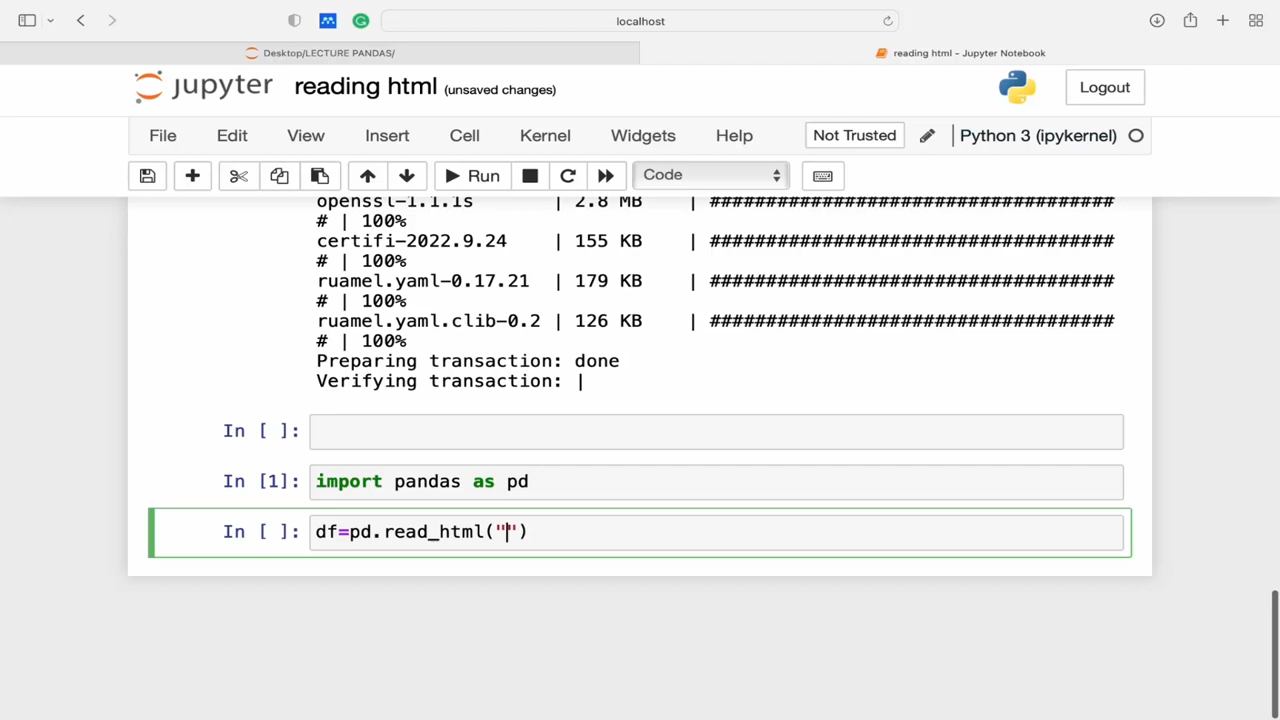 localhost
Desktop/LECTURE PANDAS/
reading html - Jupyter Notebook
jupyter reading html (unsaved changes)
Logout
File Edit View Insert Cell Kernel Widgets Help Not Trusted Python 3 (ipykernel)
Run Code
openssl-1.1.1s | 2.8 MB | ####################################
# | 100%
certifi-2022.9.24 | 155 KB | ####################################
# | 100%
ruamel.yaml-0.17.21 | 179 KB | ####################################
# | 100%
ruamel.yaml.clib-0.2 | 126 KB | ####################################
# | 100%
Preparing transaction: done
Verifying transaction: |
In [ ]:
In [1]: import pandas as pd
In [ ]: df=pd.read_html("")